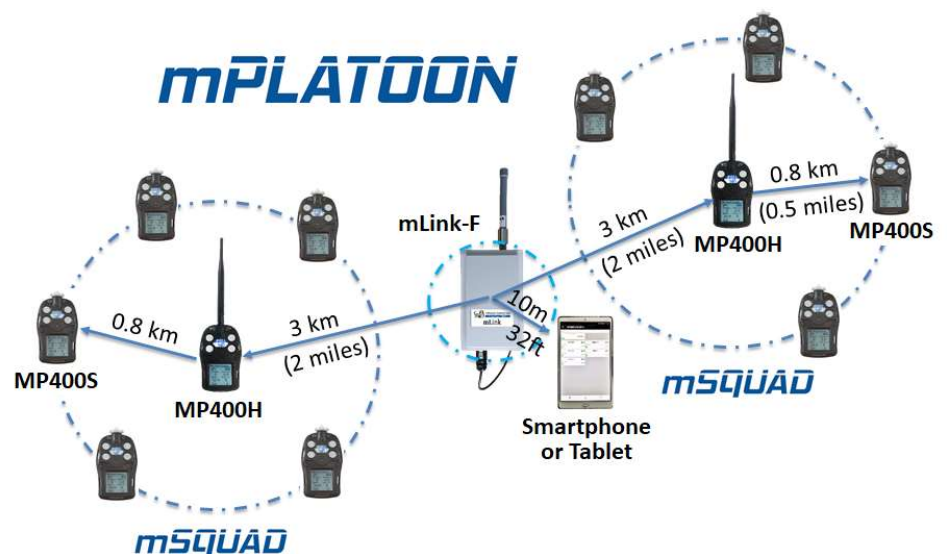 mPLATOON
mLink-F
MP400H
0.8 km
(0.5 miles)
MP400S
3 km
(2 miles)
10m
32ft
mLink
Smartphone
or Tablet
mSQUAD
0.8 km
3 km
(2 miles)
MP400S
MP400H
mSQUAD